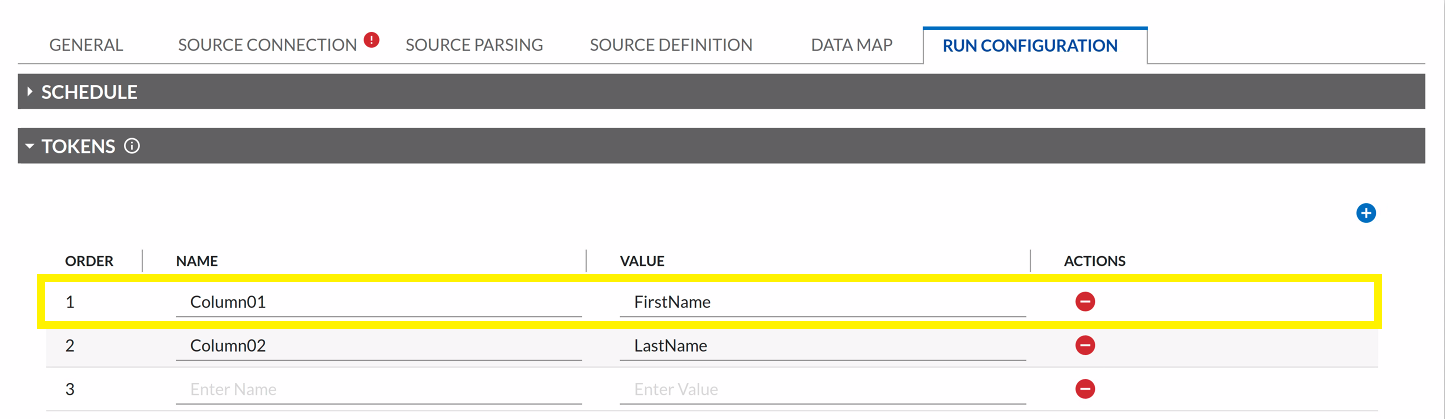 GENERAL SOURCE CONNECTION ! SOURCE PARSING SOURCE DEFINITION DATA MAP RUN CONFIGURATION
SCHEDULE
TOKENS
ORDER NAME VALUE ACTIONS
1 Column01 FirstName
2 Column02 LastName
3 Enter Name Enter Value